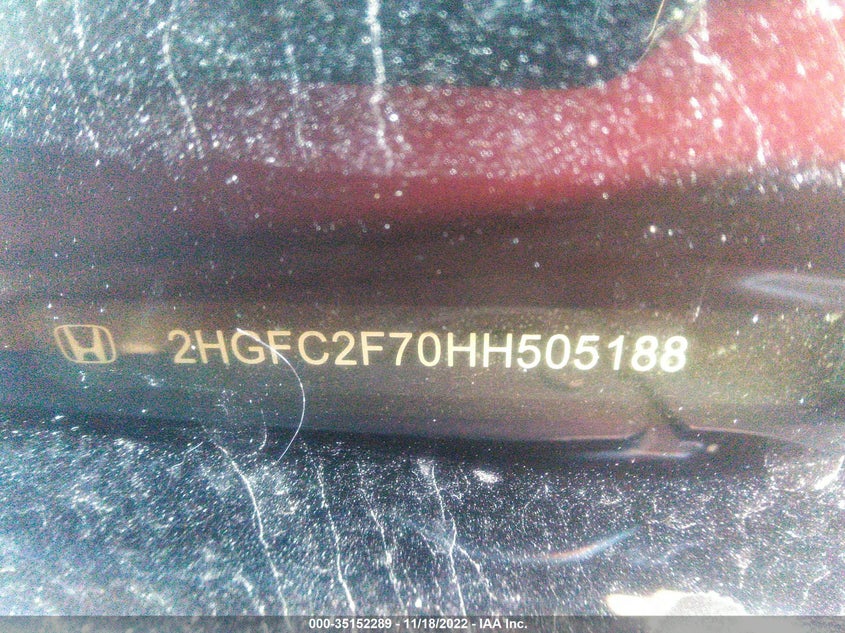 - 2HGFC2F70HH505188
000-35152289 - 11/18/2022 - IAA Inc.